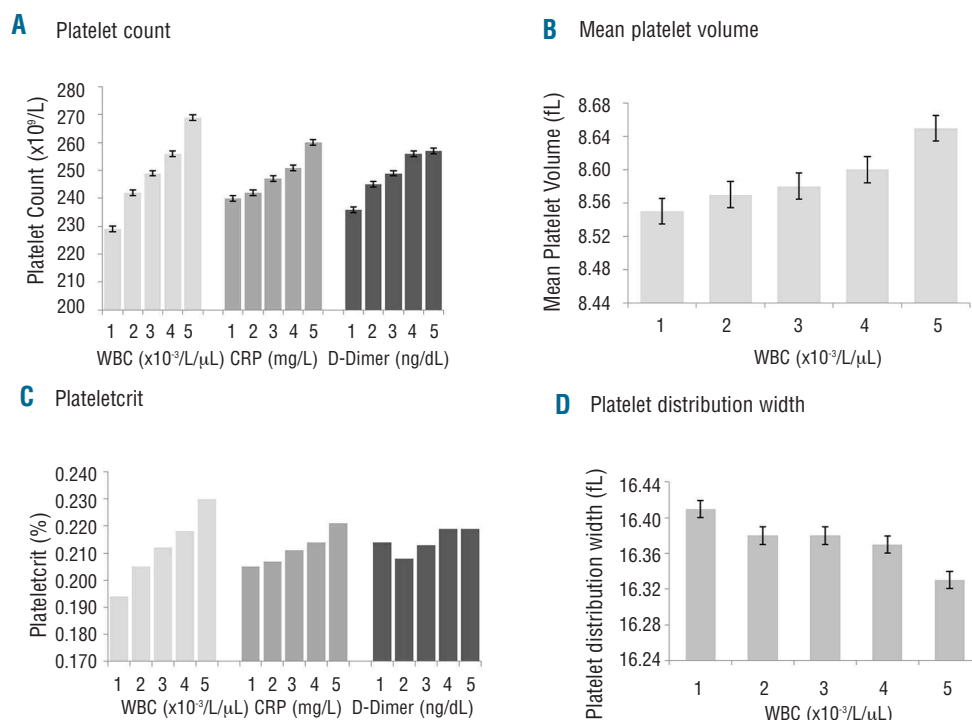 A Platelet count
Platelet Count (x10⁹/L)
280
270
260
250
240
230
220
210
200
1 2 3 4 5 1 2 3 4 5 1 2 3 4 5
WBC (x10⁻³/L/μL) CRP (mg/L) D-Dimer (ng/dL)
B Mean platelet volume
Mean Platelet Volume (fL)
8.68
8.64
8.60
8.56
8.52
8.48
8.44
1 2 3 4 5
WBC (x10⁻³/L/μL)
C Plateletcrit
Plateletcrit (%)
0.240
0.230
0.220
0.210
0.200
0.190
0.180
0.170
1 2 3 4 5 1 2 3 4 5 1 2 3 4 5
WBC (x10⁻³/L/μL) CRP (mg/L) D-Dimer (ng/dL)
D Platelet distribution width
Platelet distribution width (fL)
16.44
16.40
16.36
16.32
16.28
16.24
1 2 3 4 5
WBC (x10⁻³/L/μL)